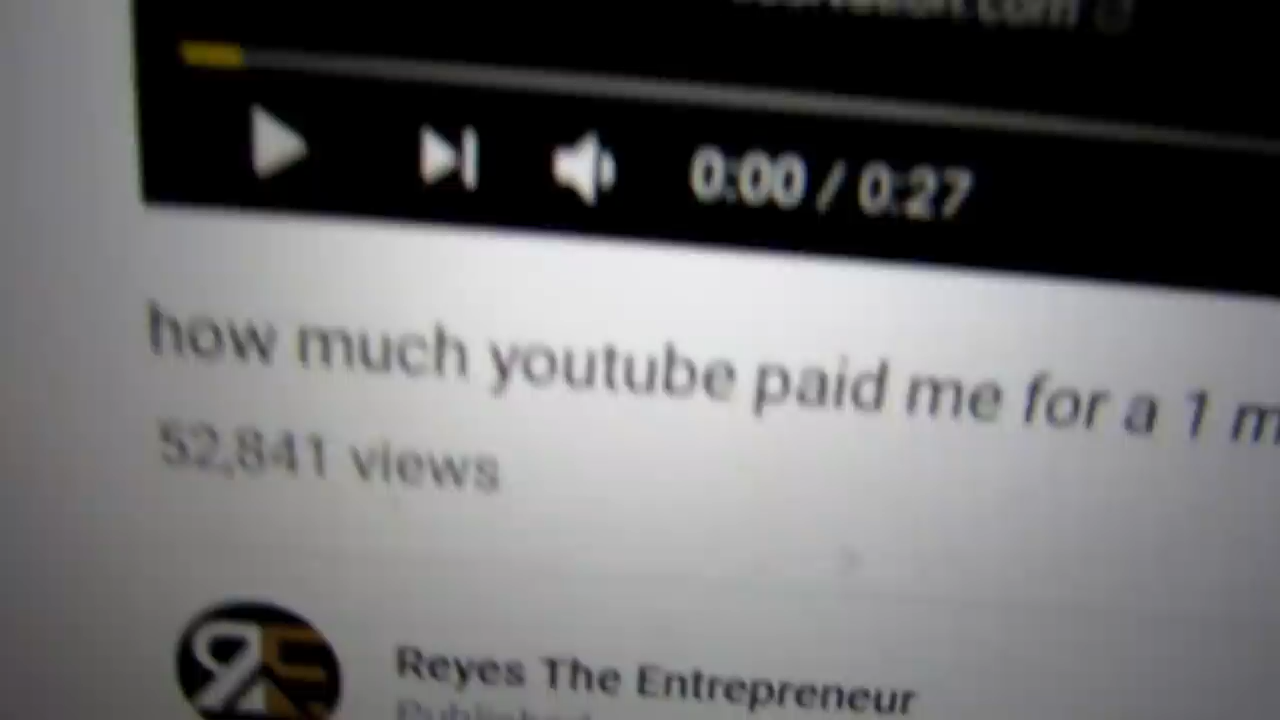 0:00 / 0:27
how much youtube paid me for a 1 m
52,841 views
Reyes The Entrepreneur